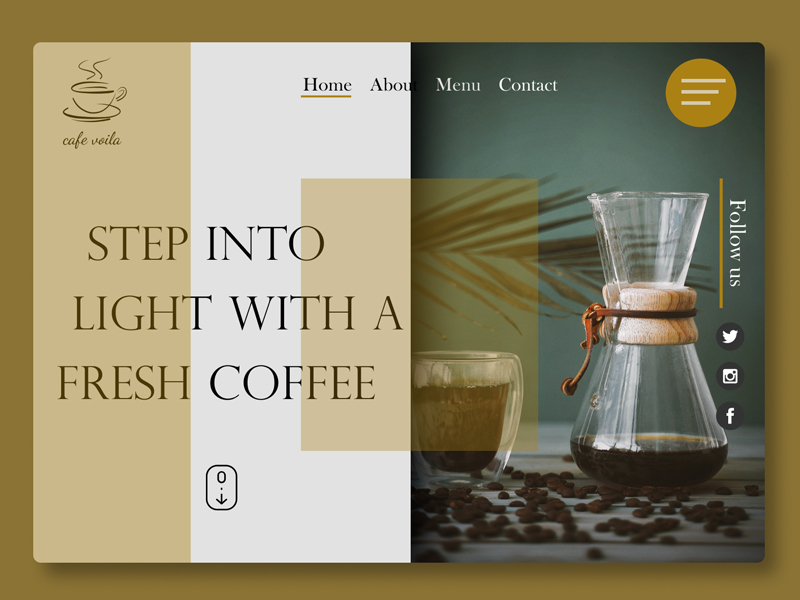 cafe voila
Home About Menu Contact
Follow us
STEP INTO
LIGHT WITH A
FRESH COFFEE